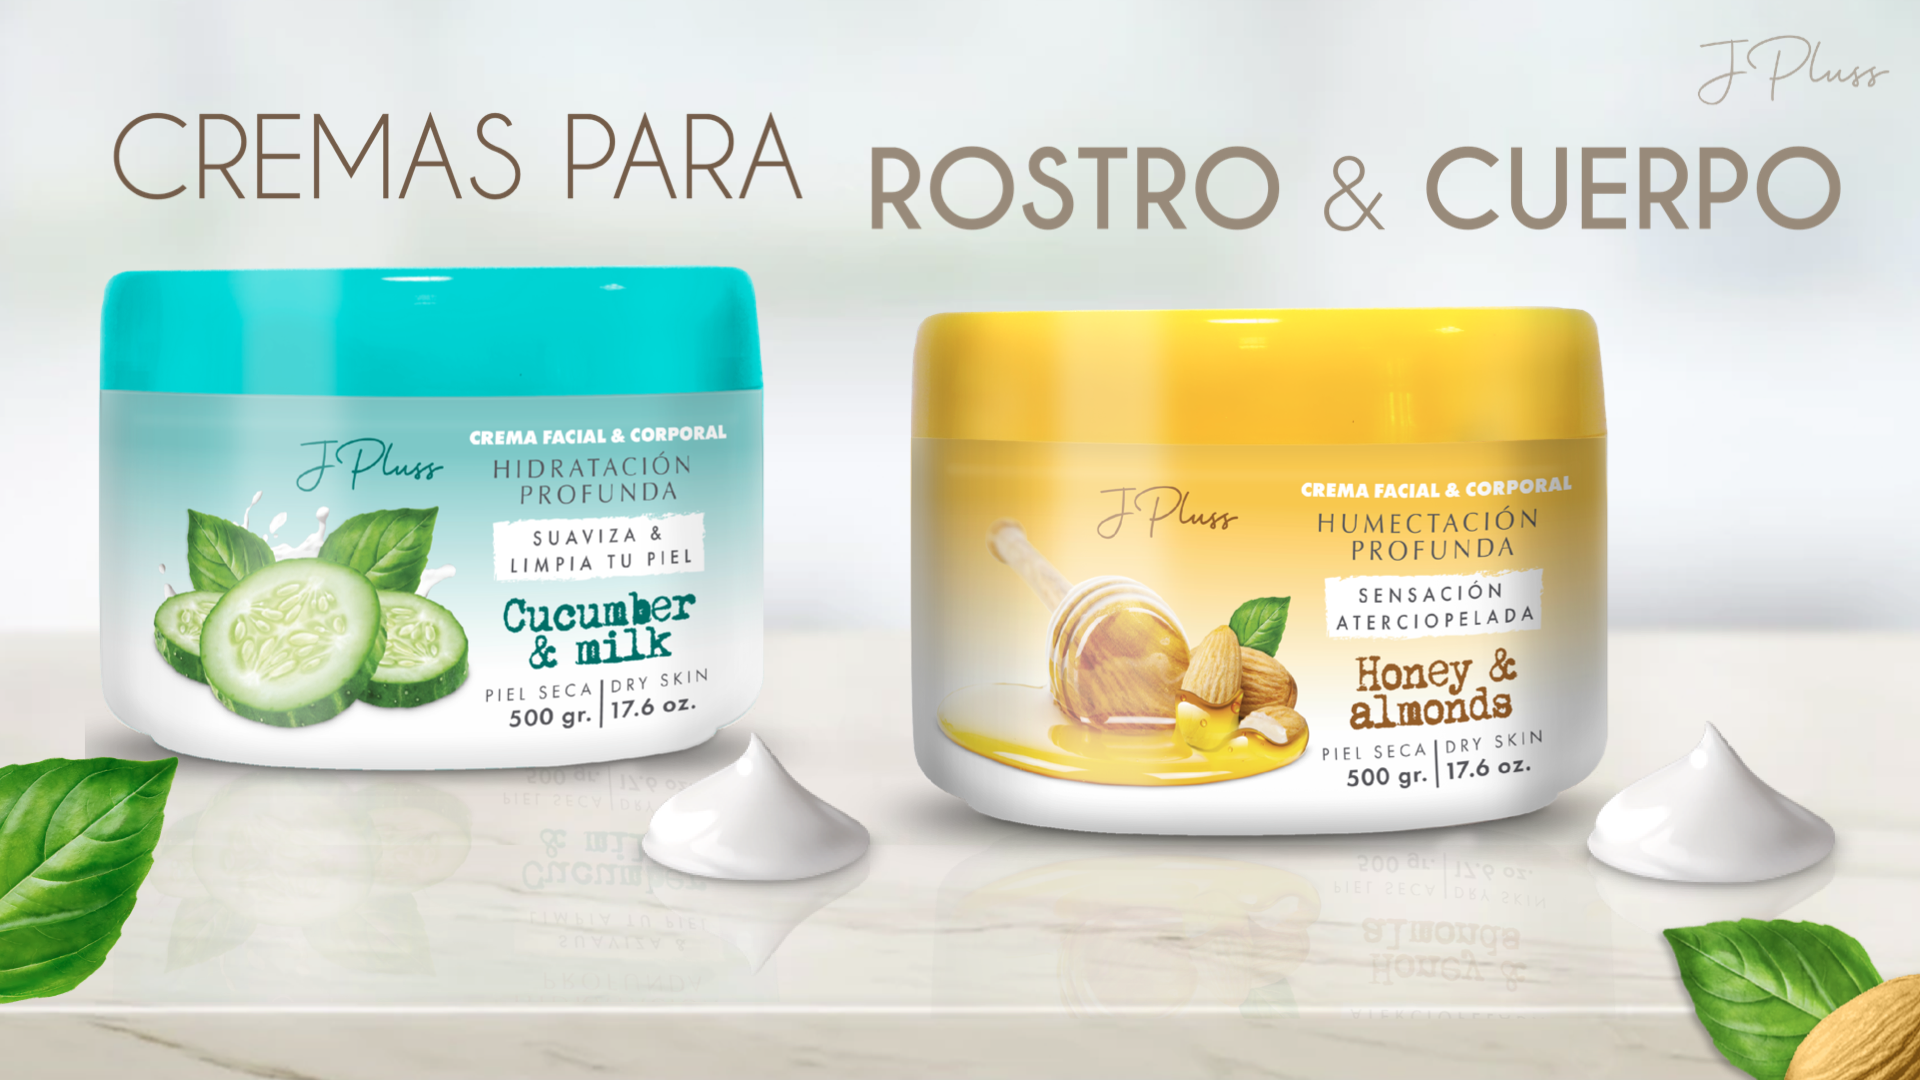 J Pluss
CREMAS PARA ROSTRO & CUERPO
J Pluss
CREMA FACIAL & CORPORAL
HIDRATACIÓN
PROFUNDA
SUAVIZA &
LIMPIA TU PIEL
Cucumber
& milk
PIEL SECA | DRY SKIN
500 gr. | 17.6 oz.
J Pluss
CREMA FACIAL & CORPORAL
HUMECTACIÓN
PROFUNDA
SENSACIÓN
ATERCIOPELADA
Honey &
almonds
PIEL SECA | DRY SKIN
500 gr. | 17.6 oz.